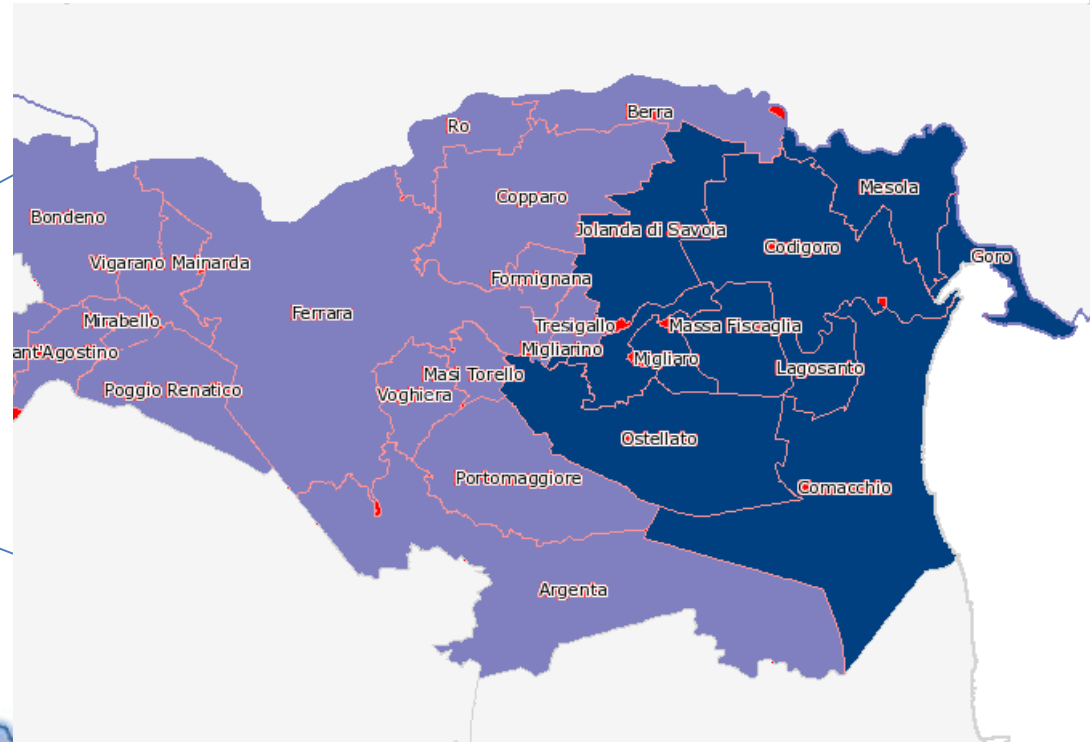 Berra
Ro
Mesola
Copparo
Bondeno
Jolanda di Savoia
Codigoro
Goro
Vigarano Mainarda
Formignana
Ferrara
Mirabello
Tresigallo
Massa Fiscaglia
ant'Agostino
Migliarino
Migliaro
Lagosanto
Masi Torello
Poggio Renatico
Voghiera
Ostellato
Portomaggiore
Comacchio
Argenta